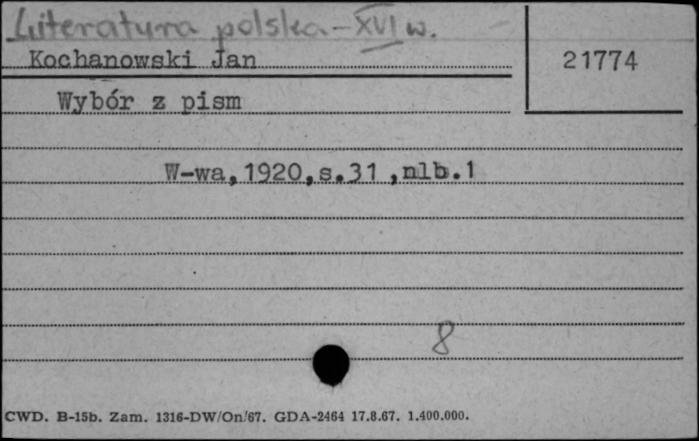 Literatura polska - XVI w.
Kochanowski Jan
21774
Wybór z pism
W-wa,1920,s.31 ,nlb.1
8
CWD. B-15b. Zam. 1316-DW/On/67. GDA-2464 17.8.67. 1.400.000.